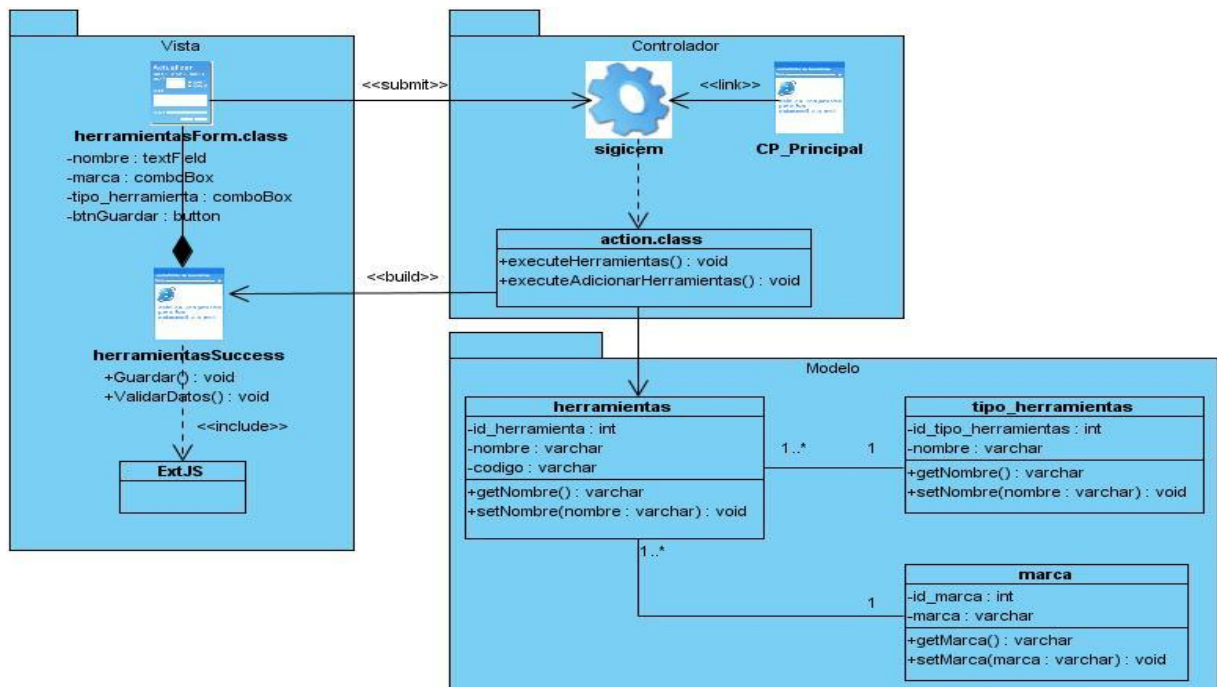 Vista
Actualizar
herramientasForm.class
-nombre : textField
-marca : comboBox
-tipo_herramienta : comboBox
-btnGuardar : button
herramientasSuccess
+Guardar() : void
+ValidarDatos() : void
<<include>>
ExtJS
<<submit>>
<<build>>
Controlador
sigicem
<<link>>
CP_Principal
action.class
+executeHerramientas() : void
+executeAdicionarHerramientas() : void
Modelo
herramientas
-id_herramienta : int
-nombre : varchar
-codigo : varchar
+getNombre() : varchar
+setNombre(nombre : varchar) : void
1..*
1
tipo_herramientas
-id_tipo_herramientas : int
-nombre : varchar
+getNombre() : varchar
+setNombre(nombre : varchar) : void
1..*
1
marca
-id_marca : int
-marca : varchar
+getMarca() : varchar
+setMarca(marca : varchar) : void